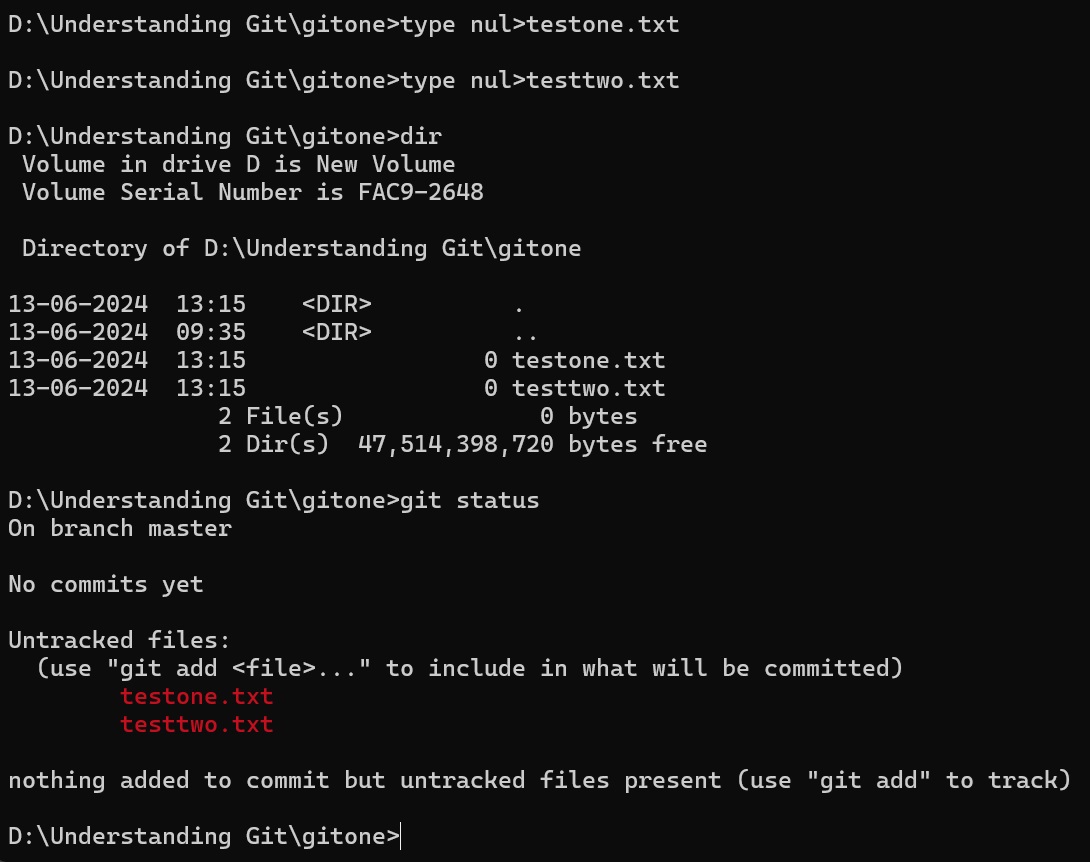 D:\Understanding Git\gitone>type nul>testone.txt
D:\Understanding Git\gitone>type nul>testtwo.txt
D:\Understanding Git\gitone>dir
Volume in drive D is New Volume
Volume Serial Number is FAC9-2648
Directory of D:\Understanding Git\gitone
13-06-2024  13:15    <DIR>          .
13-06-2024  09:35    <DIR>          ..
13-06-2024  13:15                 0 testone.txt
13-06-2024  13:15                 0 testtwo.txt
               2 File(s)              0 bytes
               2 Dir(s)  47,514,398,720 bytes free
D:\Understanding Git\gitone>git status
On branch master
No commits yet
Untracked files:
  (use "git add <file>..." to include in what will be committed)
        testone.txt
        testtwo.txt
nothing added to commit but untracked files present (use "git add" to track)
D:\Understanding Git\gitone>